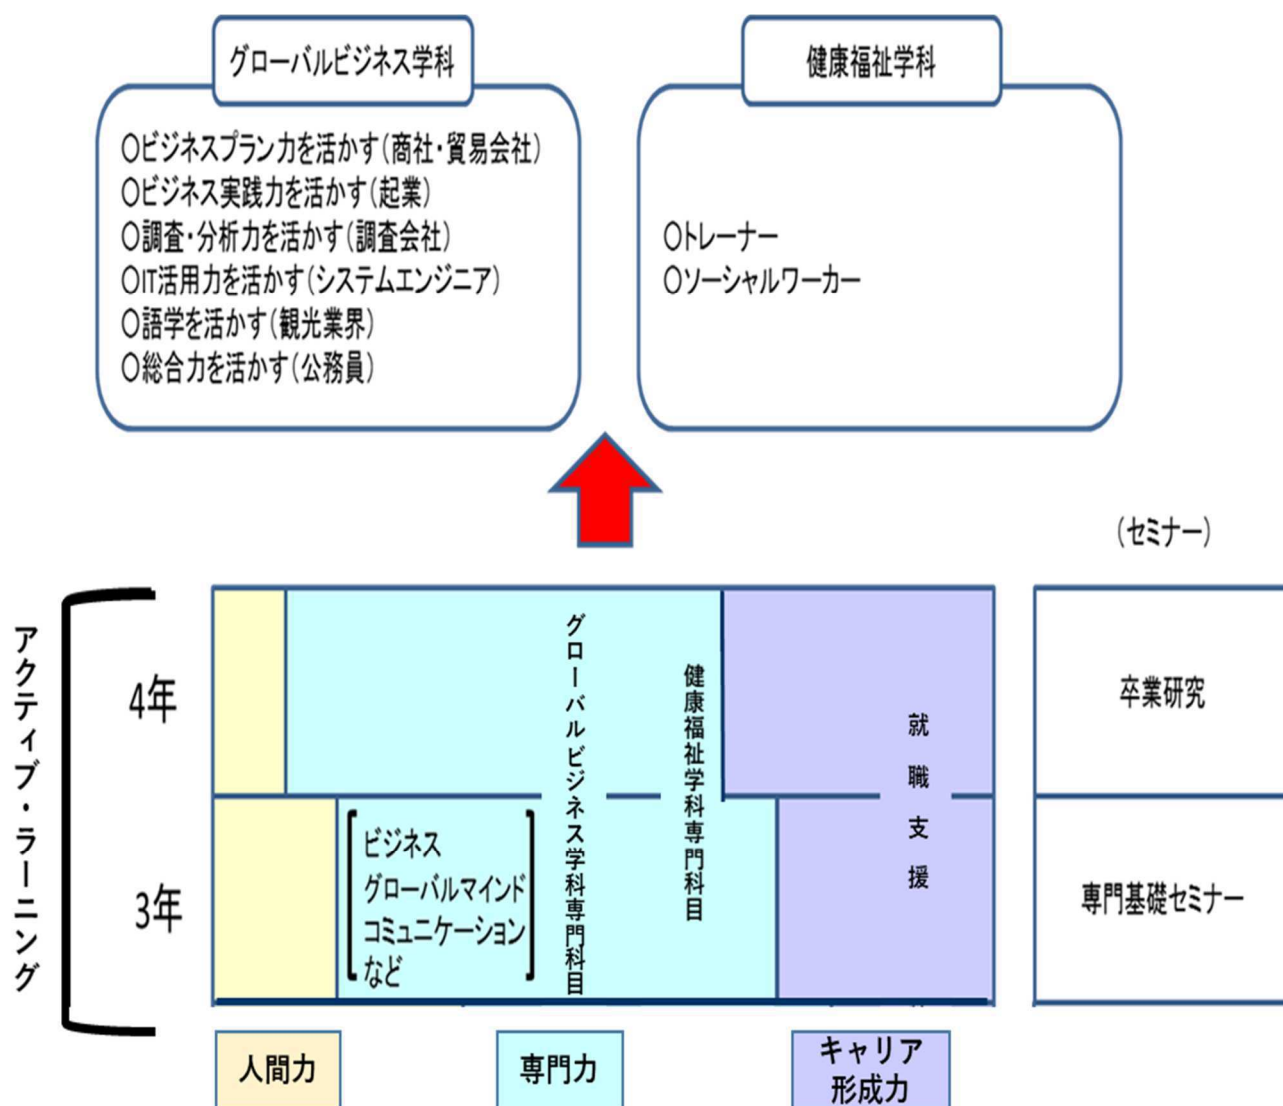 グローバルビジネス学科
○ビジネスプラン力を活かす(商社・貿易会社)
○ビジネス実践力を活かす(起業)
○調査・分析力を活かす(調査会社)
○IT活用力を活かす(システムエンジニア)
○語学を活かす(観光業界)
○総合力を活かす(公務員)
健康福祉学科
○トレーナー
○ソーシャルワーカー
(セミナー)
アクティブ・ラーニング
4年
3年
ビジネス
グローバルマインド
コミュニケーション
など
グローバルビジネス学科専門科目
健康福祉学科専門科目
就職支援
卒業研究
専門基礎セミナー
人間力
専門力
キャリア
形成力